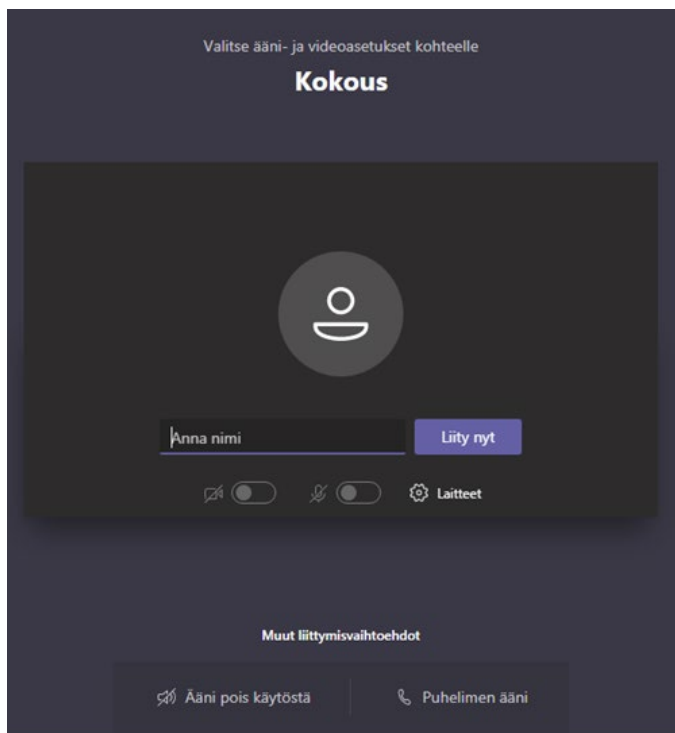 Valitse ääni- ja videoasetukset kohteelle
Kokous
Anna nimi
Liity nyt
Laitteet
Muut liittymisvaihtoehdot
Ääni pois käytöstä
Puhelimen ääni